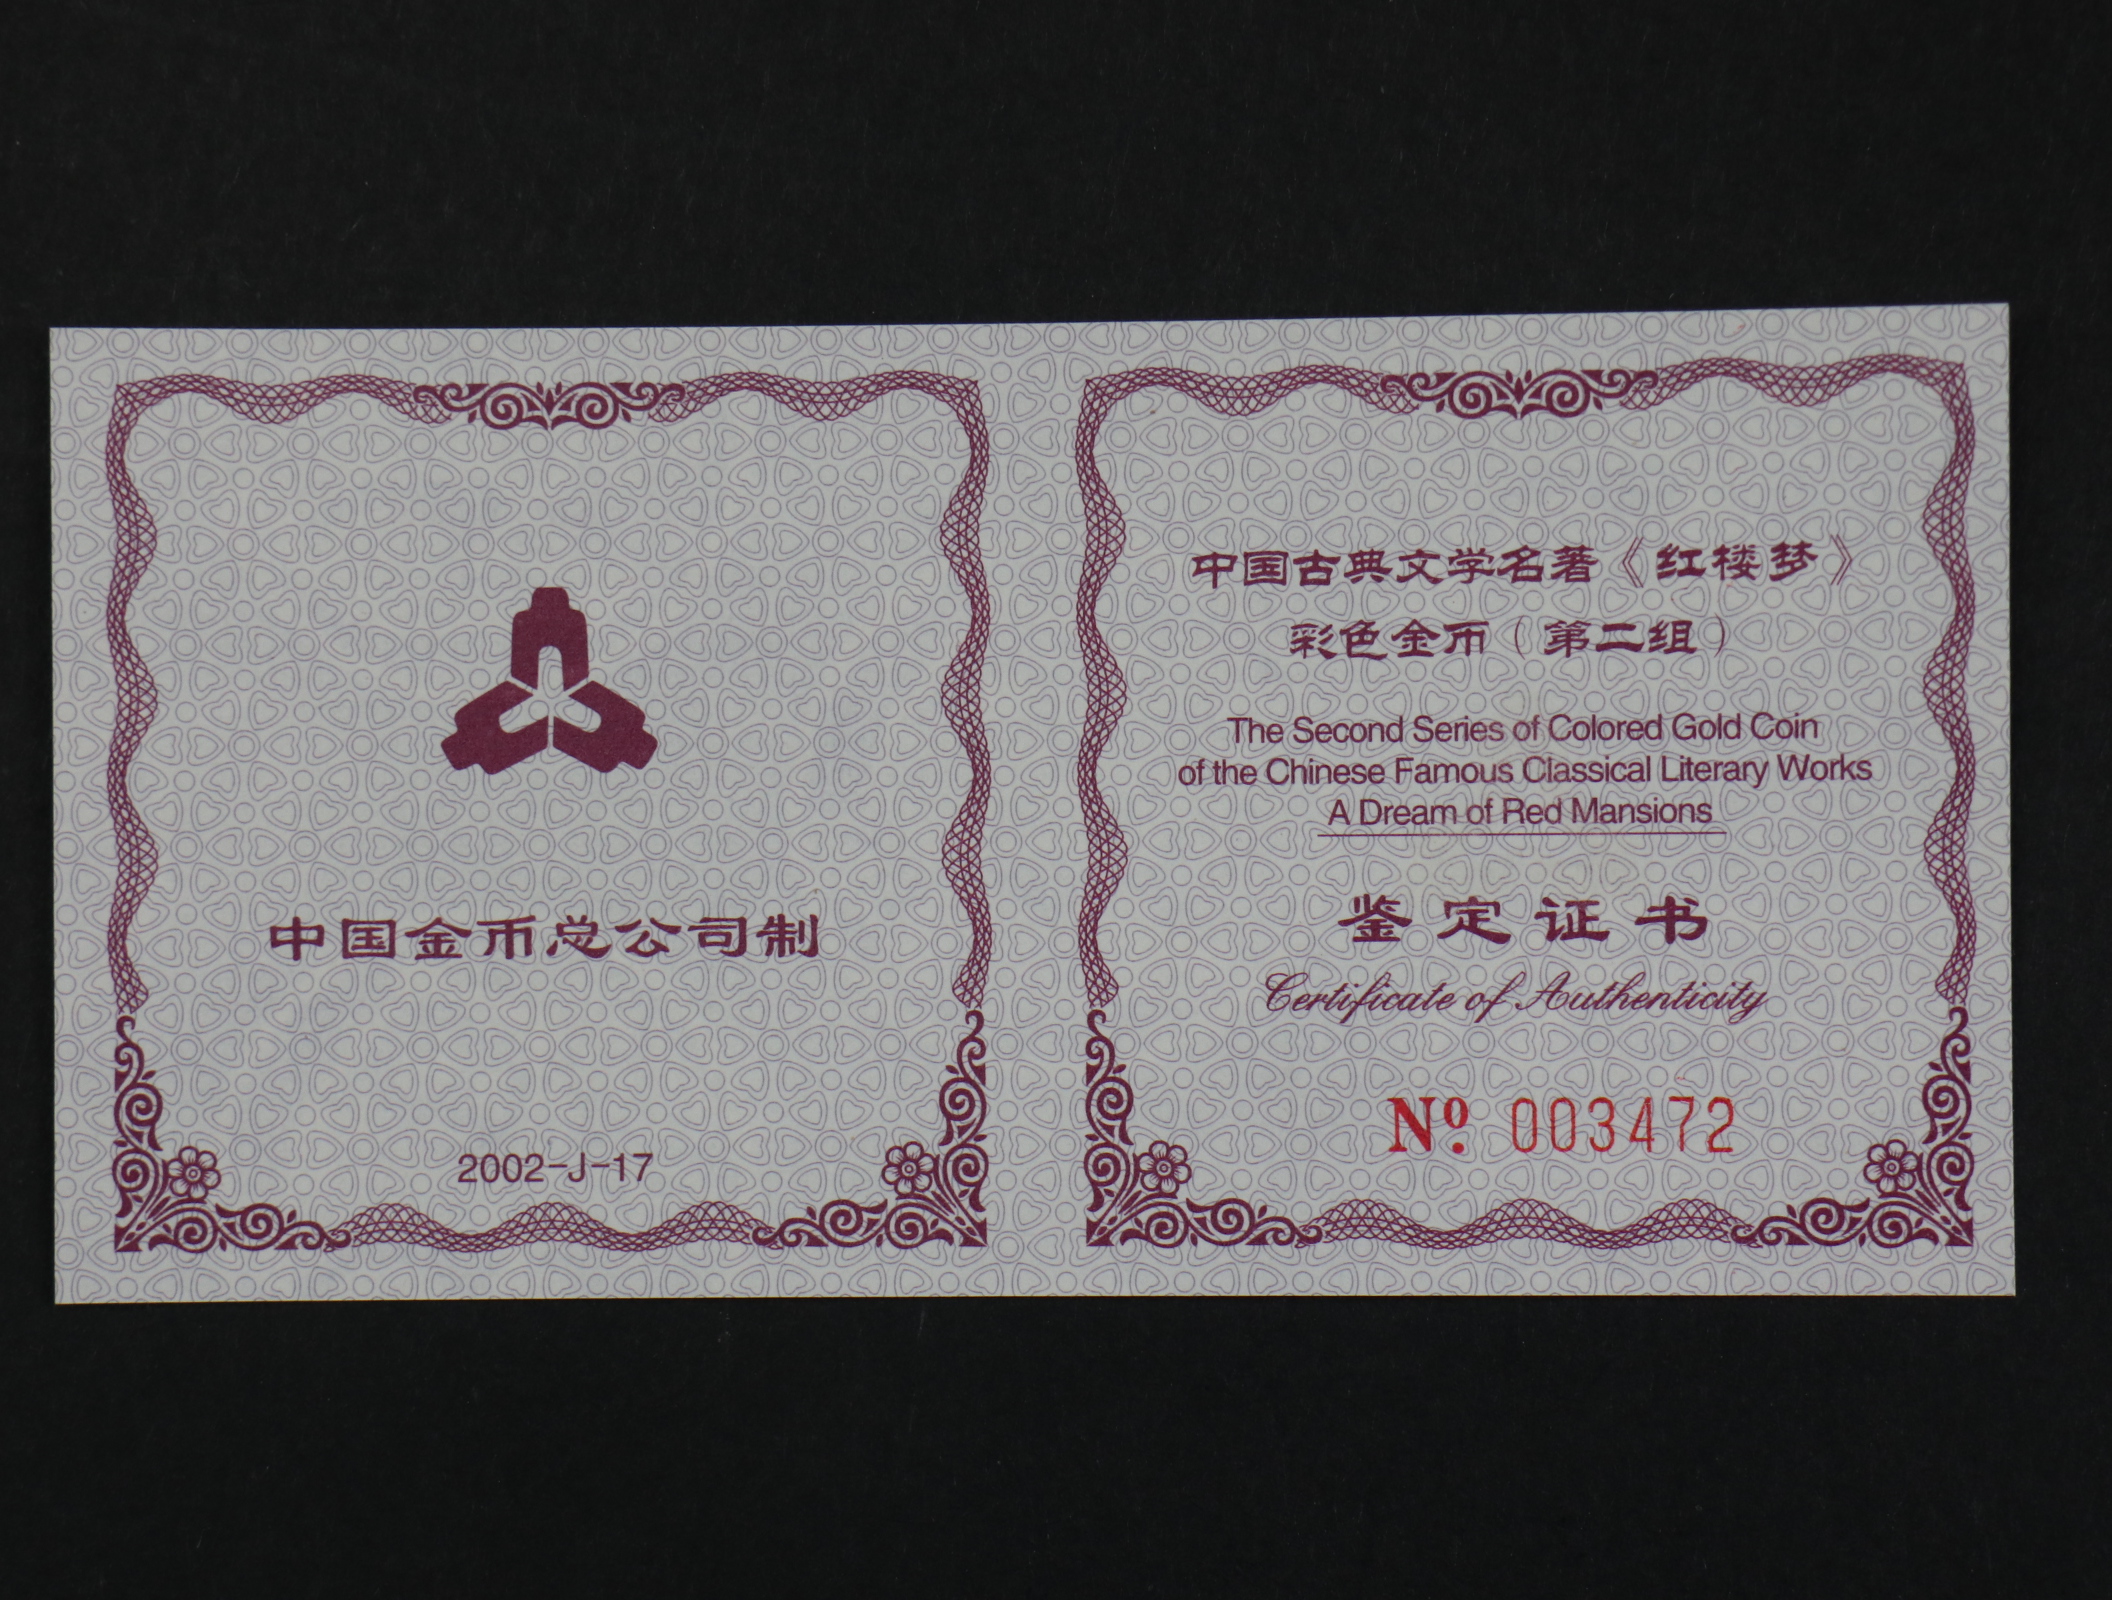 中国金币总公司制
2002-J-17
中国古典文学名著《红楼梦》
彩色金币（第二组）
The Second Series of Colored Gold Coin
of the Chinese Famous Classical Literary Works
A Dream of Red Mansions
鉴定证书
Certificate of Authenticity
Nº 003472